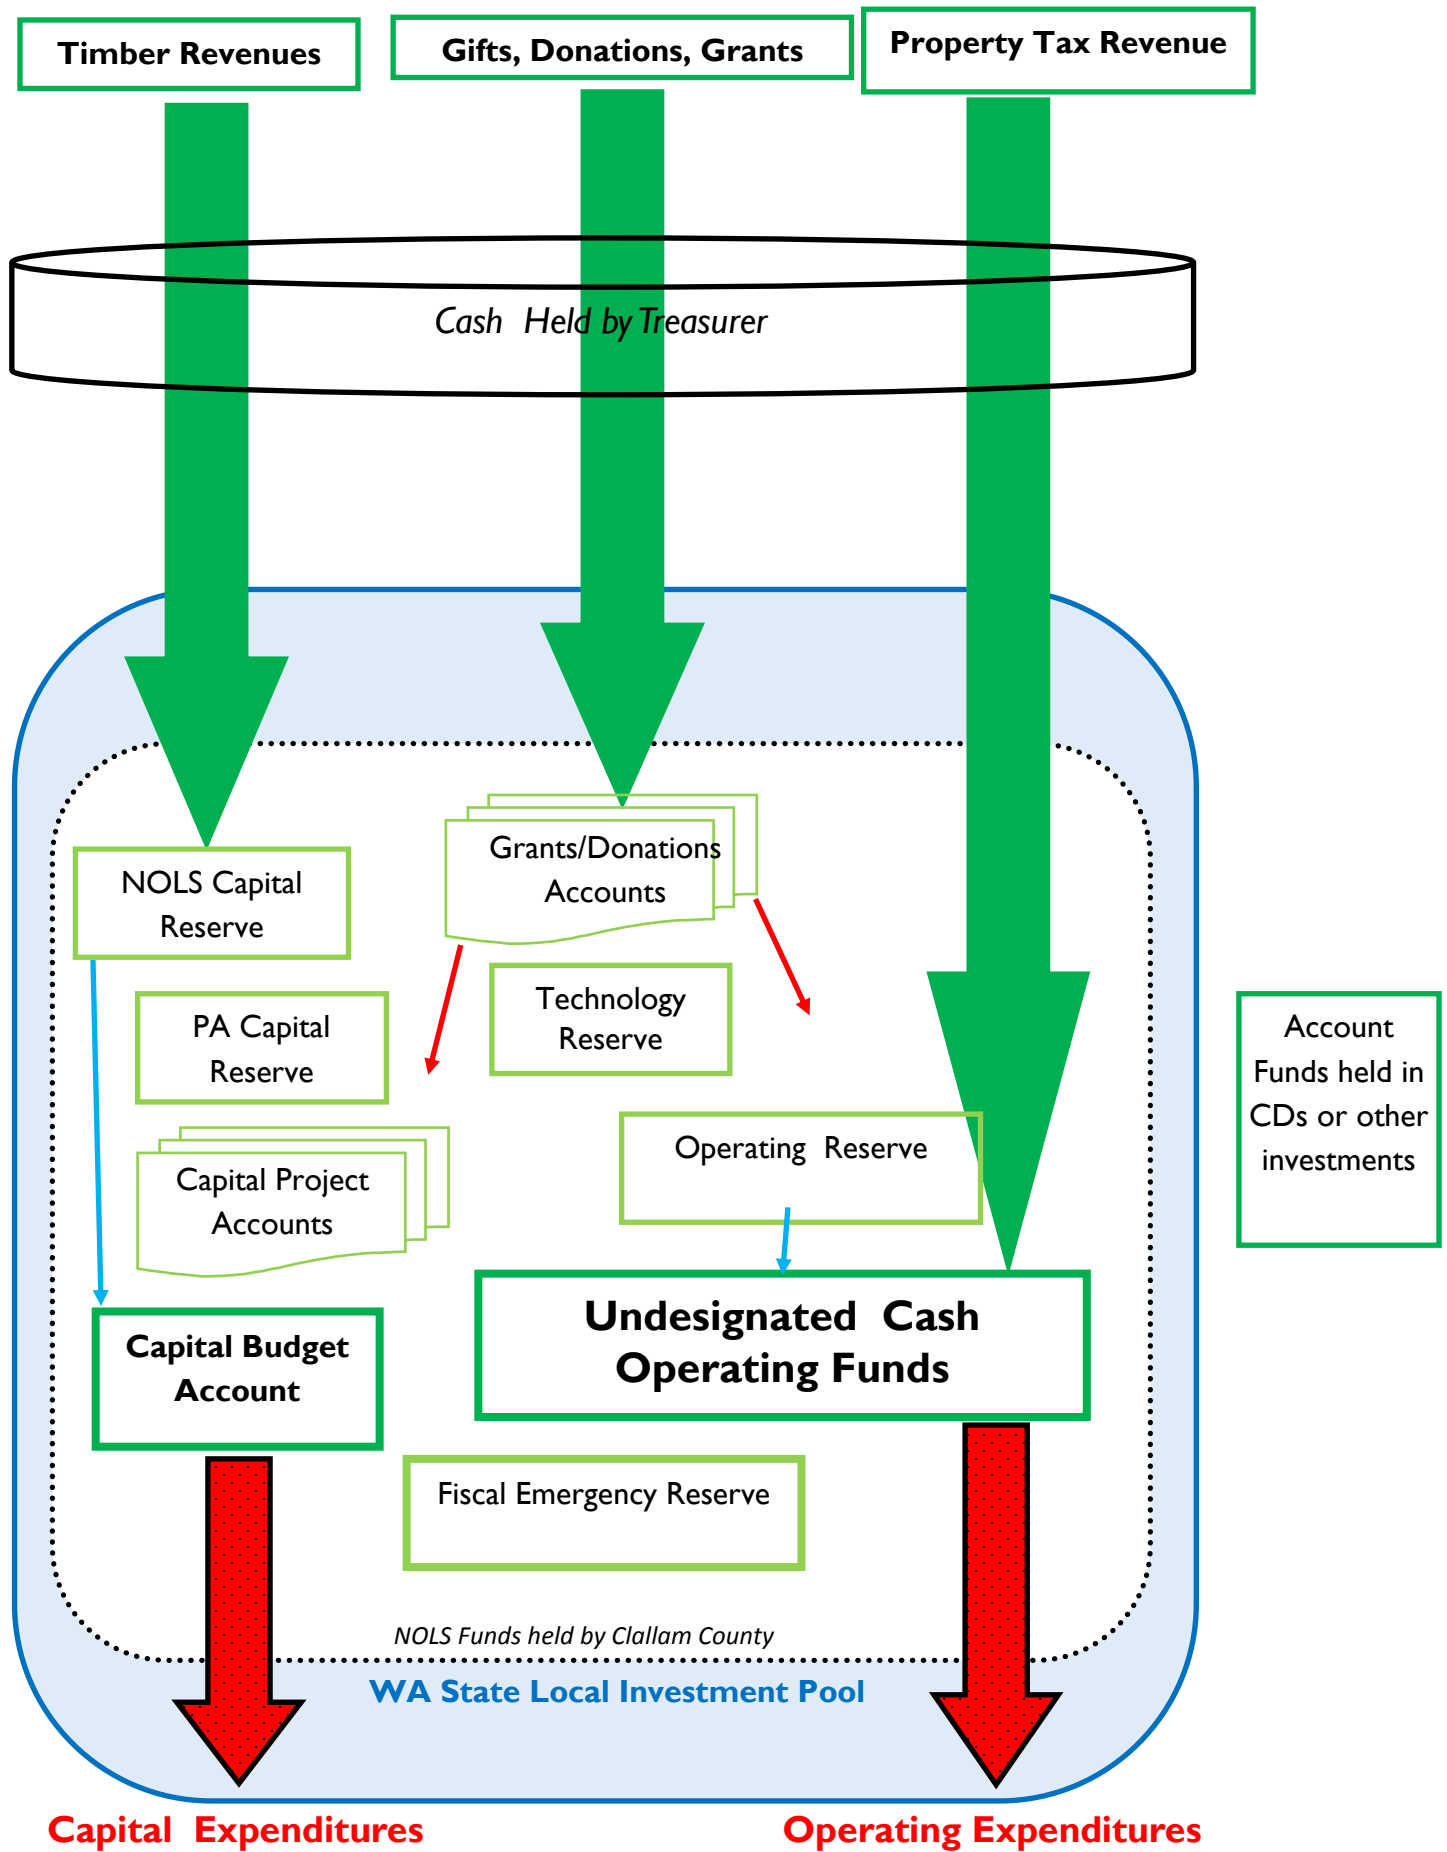 Timber Revenues
Gifts, Donations, Grants
Property Tax Revenue
Cash  Held by Treasurer
Grants/Donations
Accounts
NOLS Capital
Reserve
Technology
Reserve
PA Capital
Reserve
Account
Funds held in
CDs or other
investments
Operating  Reserve
Capital Project
Accounts
Undesignated  Cash
Operating Funds
Capital Budget
Account
Fiscal Emergency Reserve
NOLS Funds held by Clallam County
WA State Local Investment Pool
Capital  Expenditures
Operating Expenditures